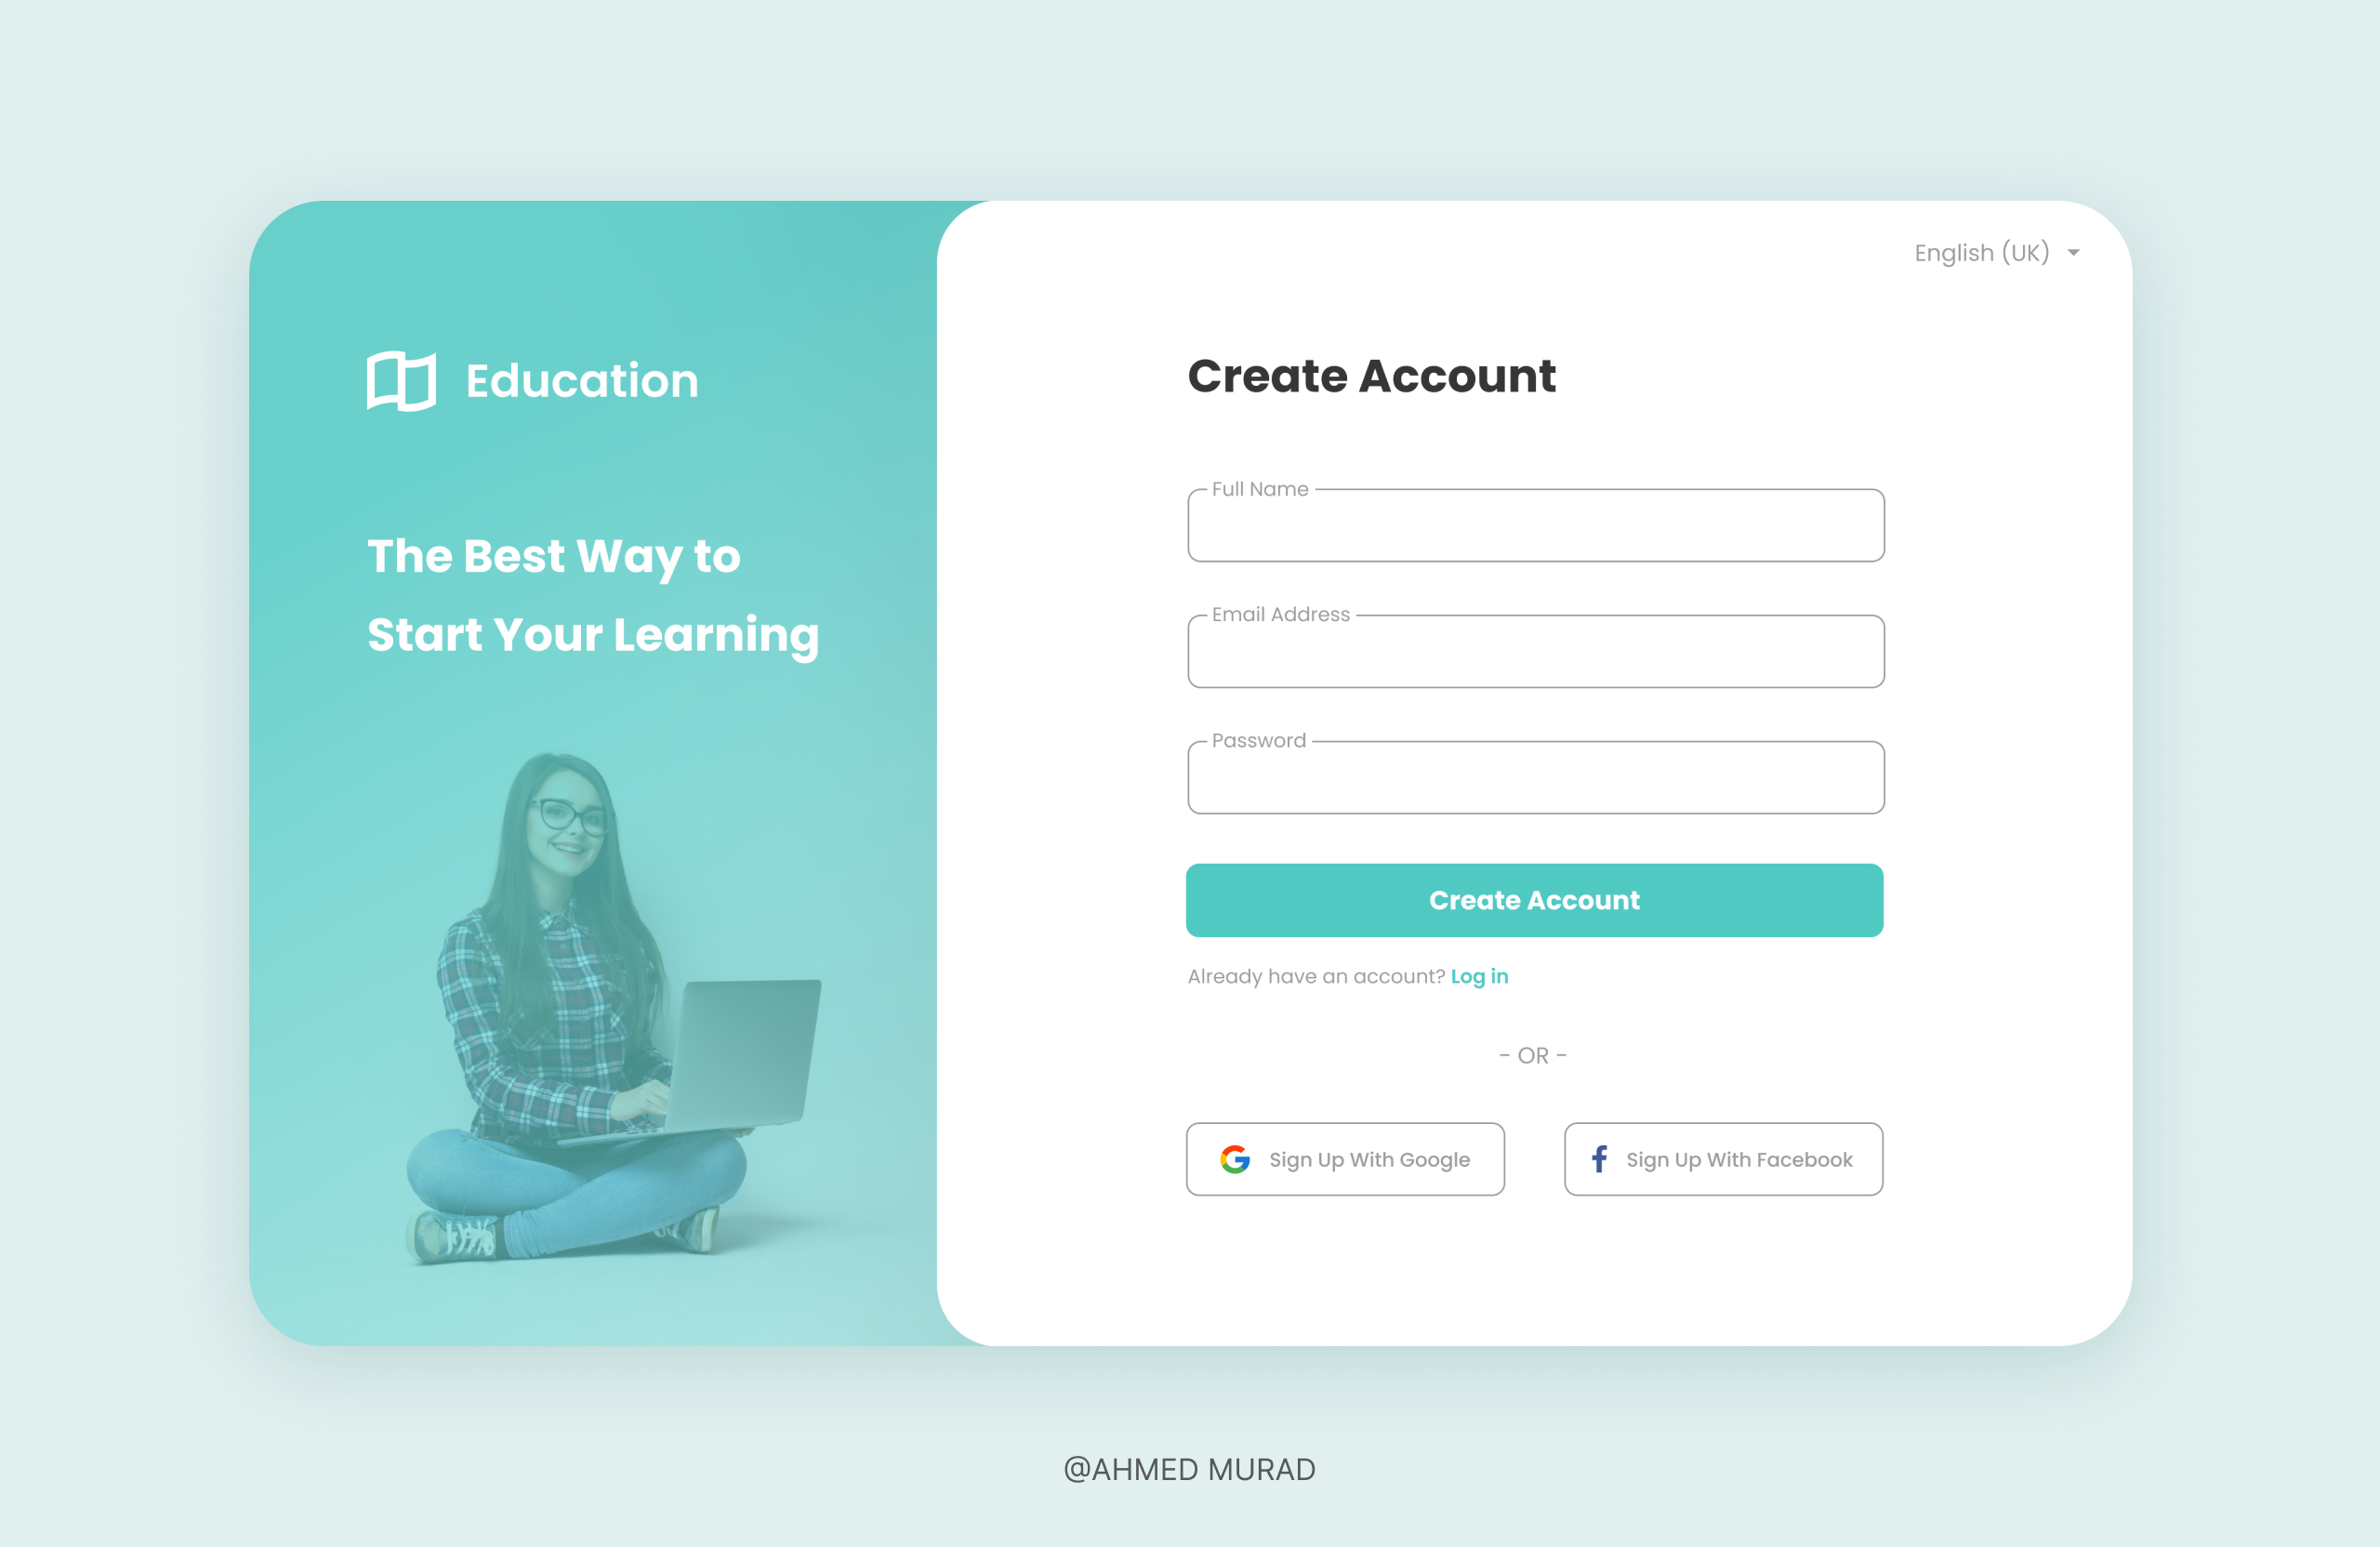 Education
The Best Way to
Start Your Learning
English (UK)
Create Account
Full Name
Email Address
Password
Create Account
Already have an account? Log in
- OR -
Sign Up With Google
Sign Up With Facebook
@AHMED MURAD